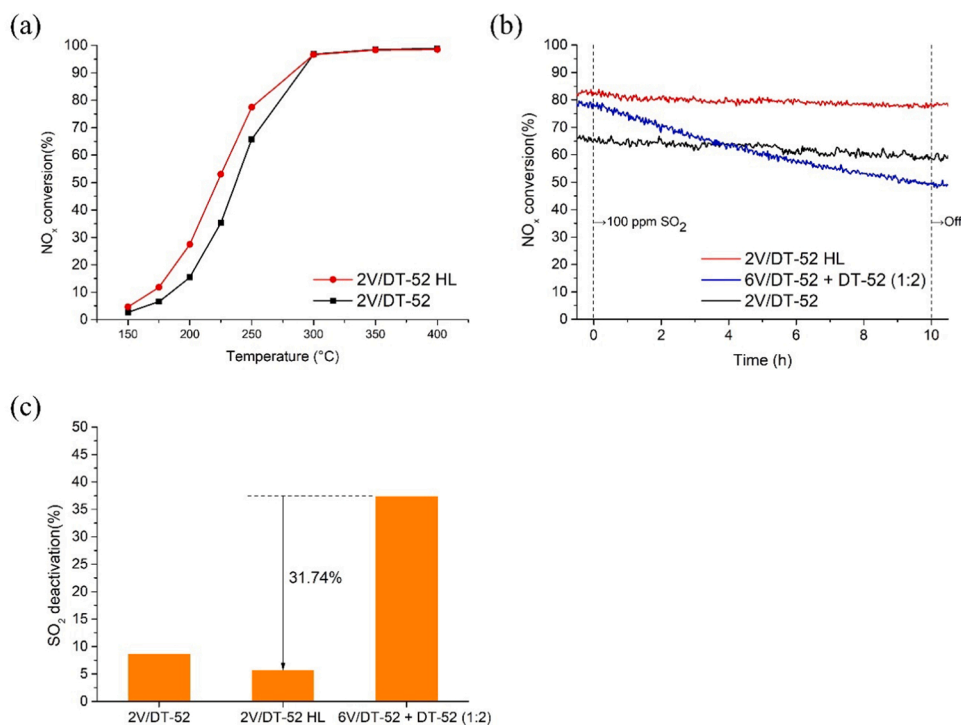 (a)
100
90
80
70
60
50
40
30
20
10
0
NOx conversion(%)
2V/DT-52 HL
2V/DT-52
150 200 250 300 350 400
Temperature (°C)
(b)
100
90
80
70
60
50
40
30
20
10
0
NOx conversion(%)
→100 ppm SO2
→Off
2V/DT-52 HL
6V/DT-52 + DT-52 (1:2)
2V/DT-52
0 2 4 6 8 10
Time (h)
(c)
50
45
40
35
30
25
20
15
10
5
0
SO2 deactivation(%)
31.74%
2V/DT-52 2V/DT-52 HL 6V/DT-52 + DT-52 (1:2)